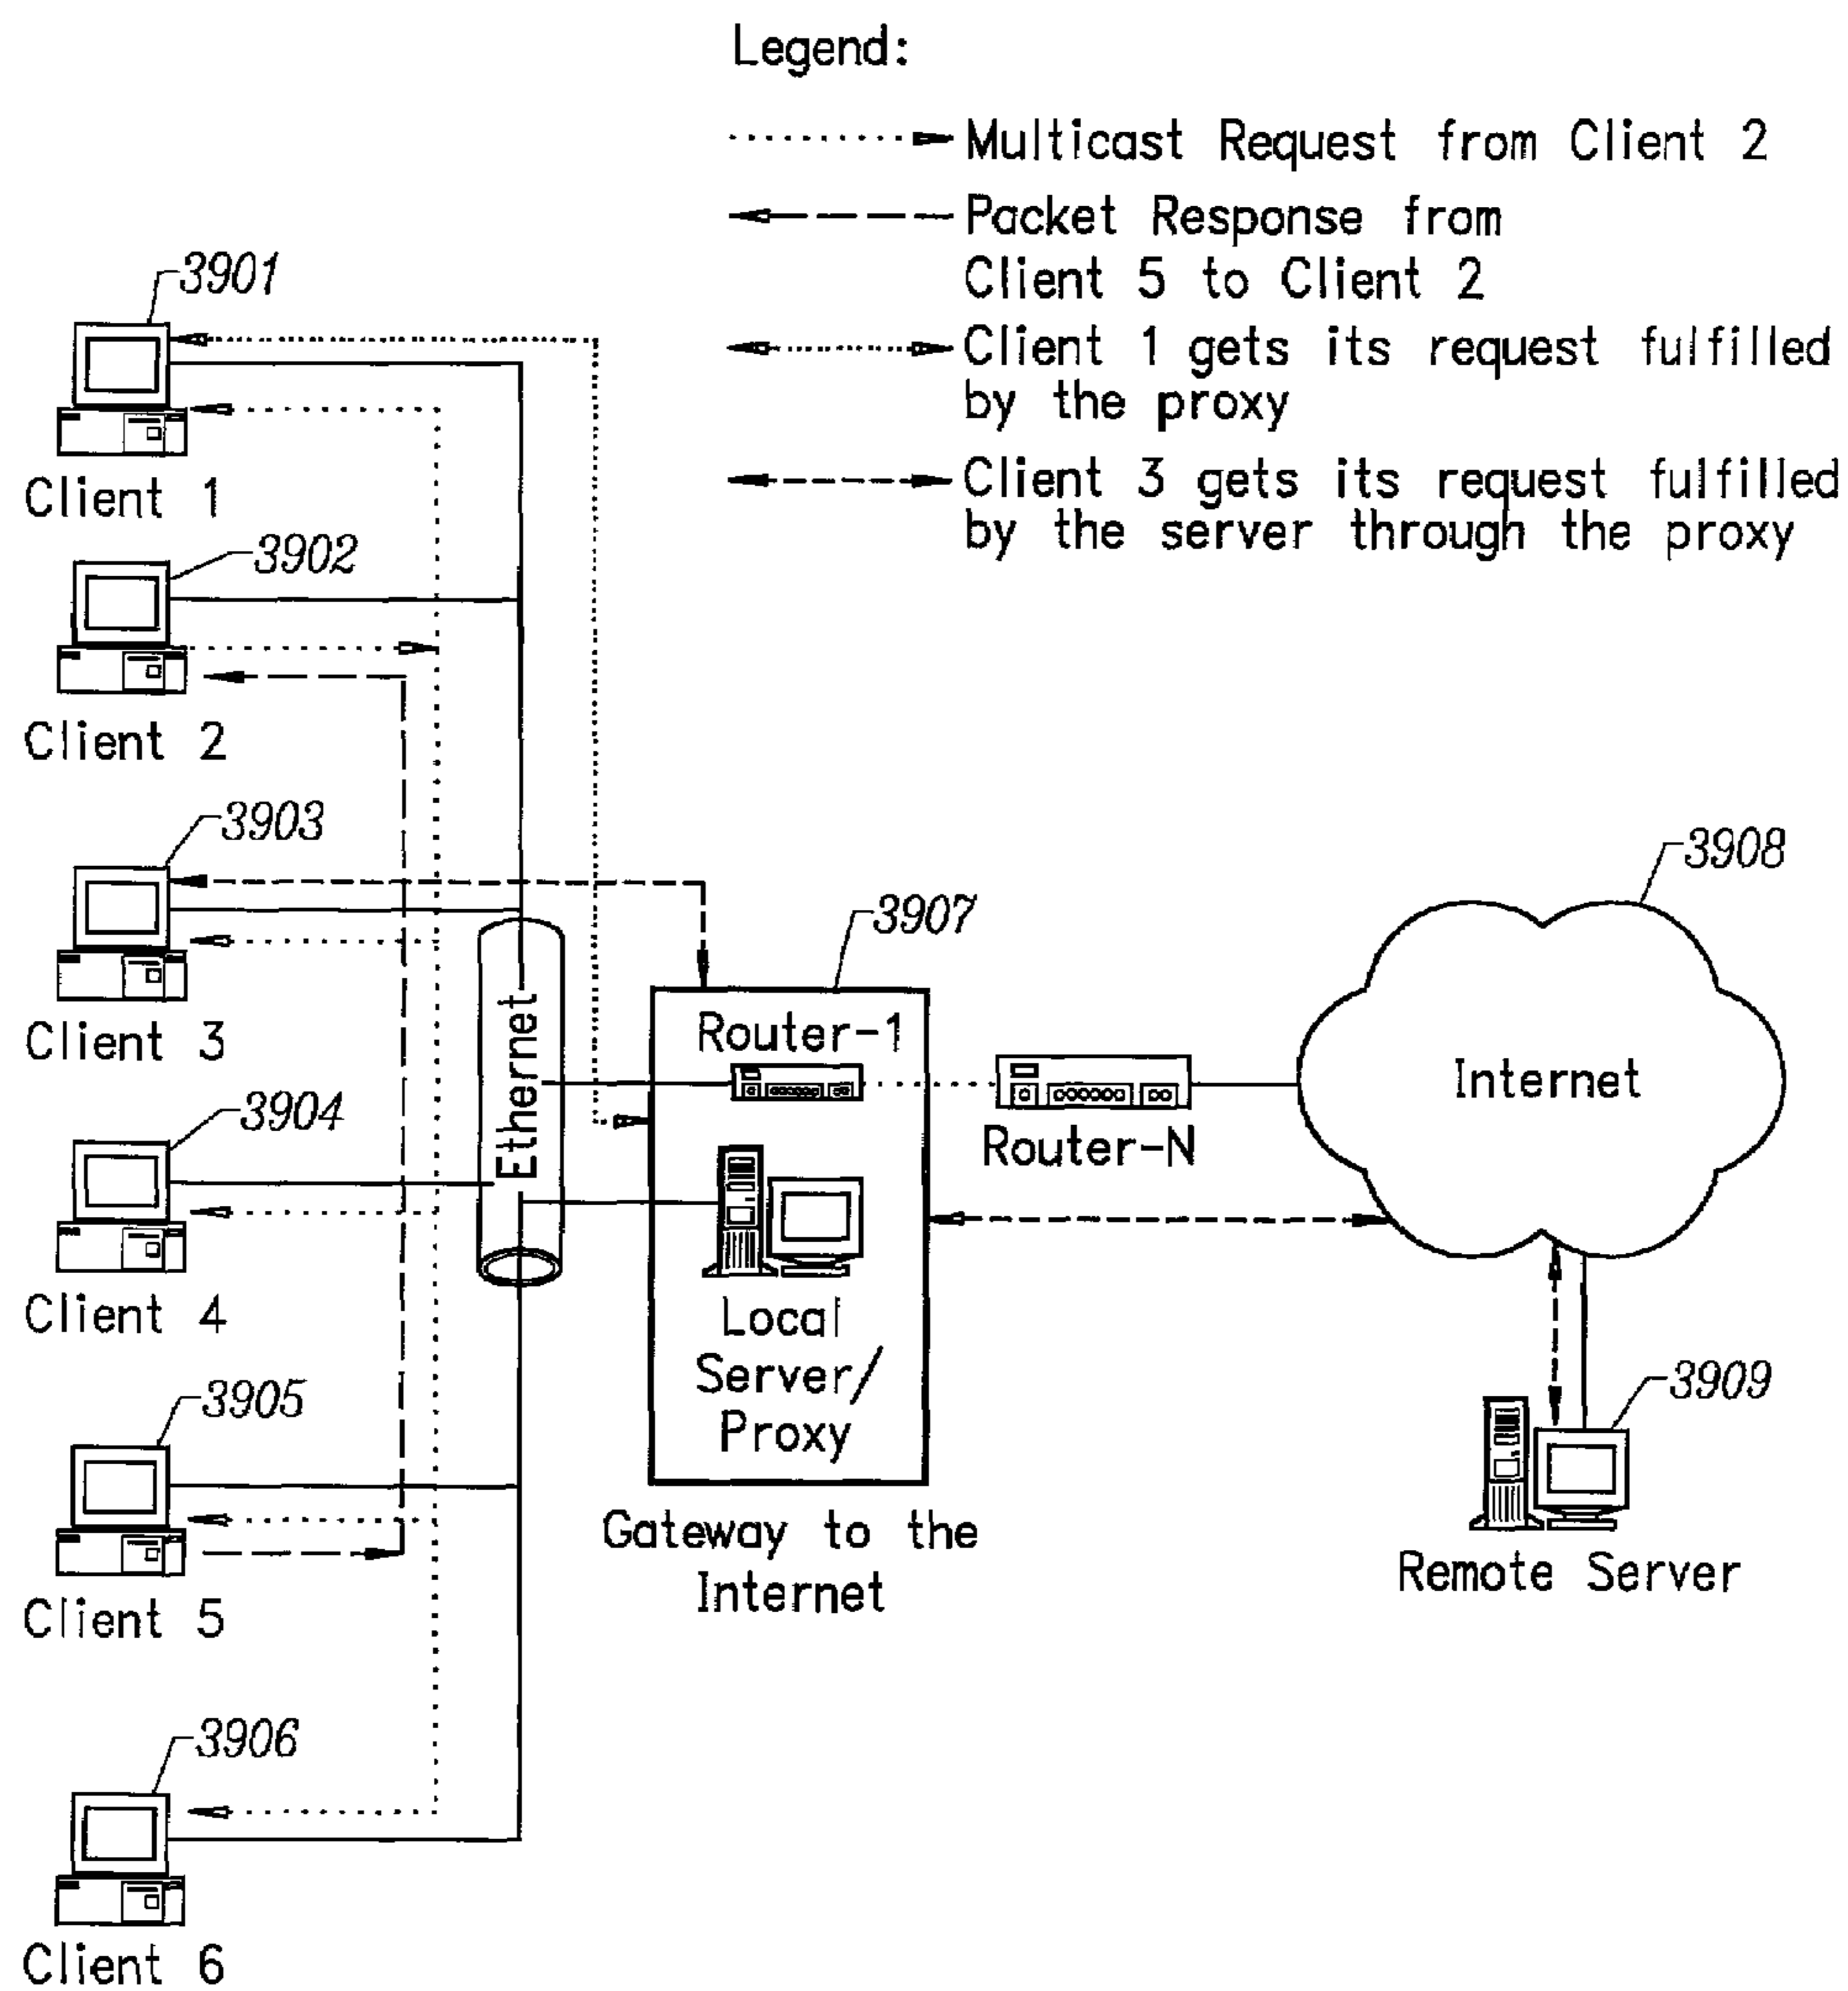 Legend:
Multicast Request from Client 2
Packet Response from
Client 5 to Client 2
Client 1 gets its request fulfilled
by the proxy
Client 3 gets its request fulfilled
by the server through the proxy
3901
Client 1
3902
Client 2
3903
Client 3
3904
Client 4
3905
Client 5
3906
Client 6
Ethernet
3907
Router-1
Local
Server/
Proxy
Gateway to the
Internet
Router-N
3908
Internet
3909
Remote Server